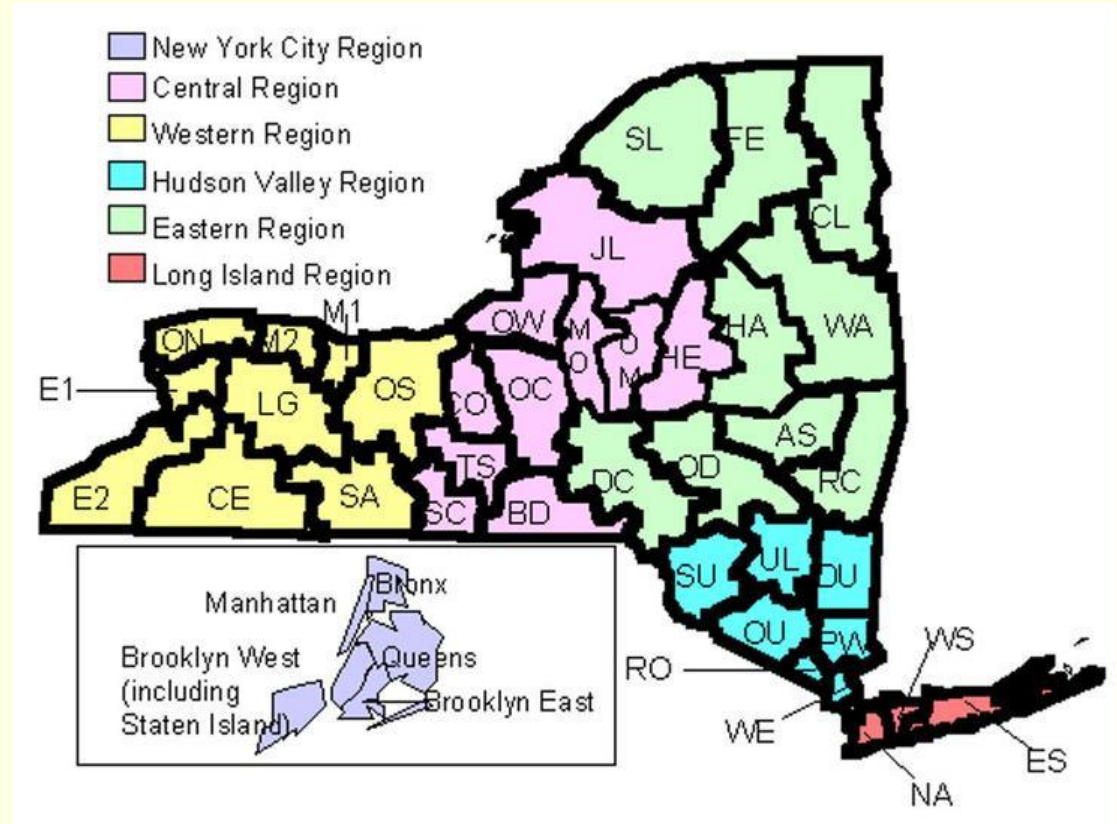 New York City Region
Central Region
Western Region
Hudson Valley Region
Eastern Region
Long Island Region
SL
FE
CL
JL
M1
ON
M2
OW
MO
OM
HE
HA
WA
E1
LG
OS
CO
OC
AS
TS
DC
OD
RC
E2
CE
SA
SC
BD
SU
UL
DU
OU
PW
RO
WS
WE
ES
NA
Manhattan
Bronx
Brooklyn West
(including
Staten Island)
Queens
Brooklyn East